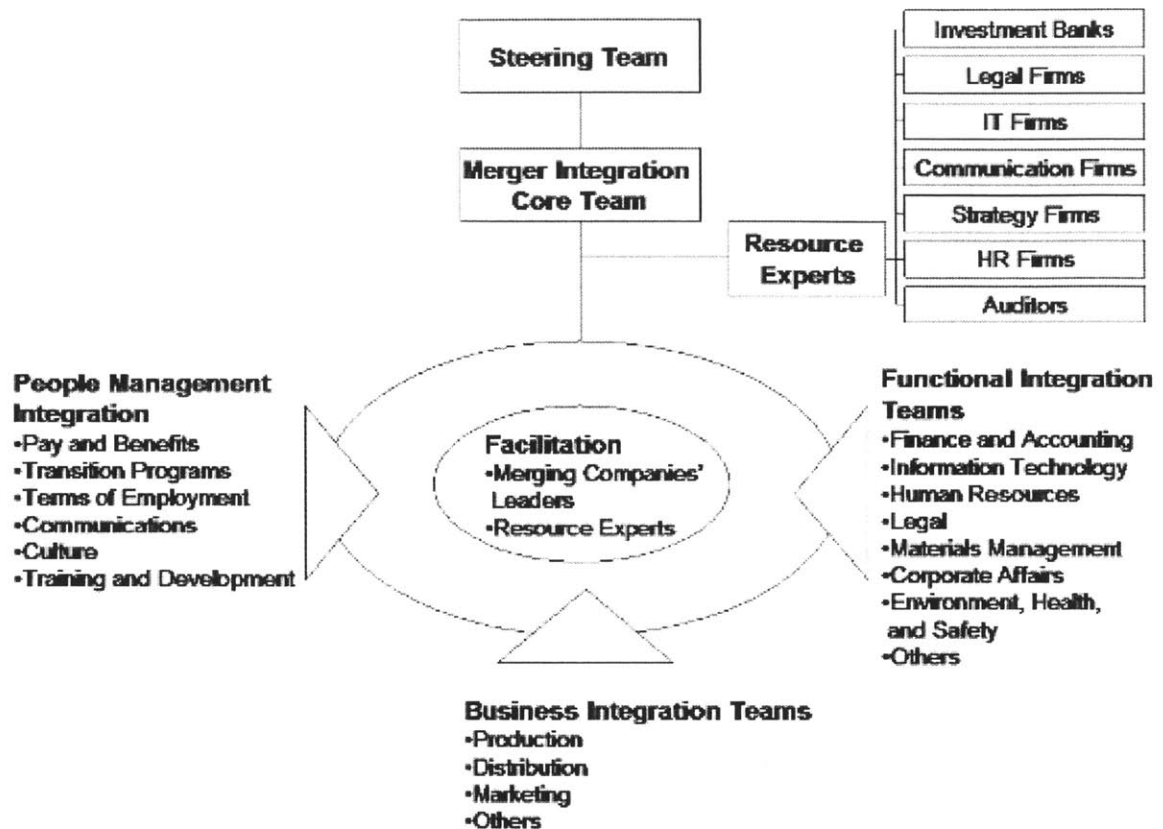 Steering Team
Merger Integration
Core Team
Resource
Experts
Investment Banks
Legal Firms
IT Firms
Communication Firms
Strategy Firms
HR Firms
Auditors
People Management
Integration
•Pay and Benefits
•Transition Programs
•Terms of Employment
•Communications
•Culture
•Training and Development
Facilitation
•Merging Companies'
Leaders
•Resource Experts
Functional Integration
Teams
•Finance and Accounting
•Information Technology
•Human Resources
•Legal
•Materials Management
•Corporate Affairs
•Environment, Health,
and Safety
•Others
Business Integration Teams
•Production
•Distribution
•Marketing
•Others